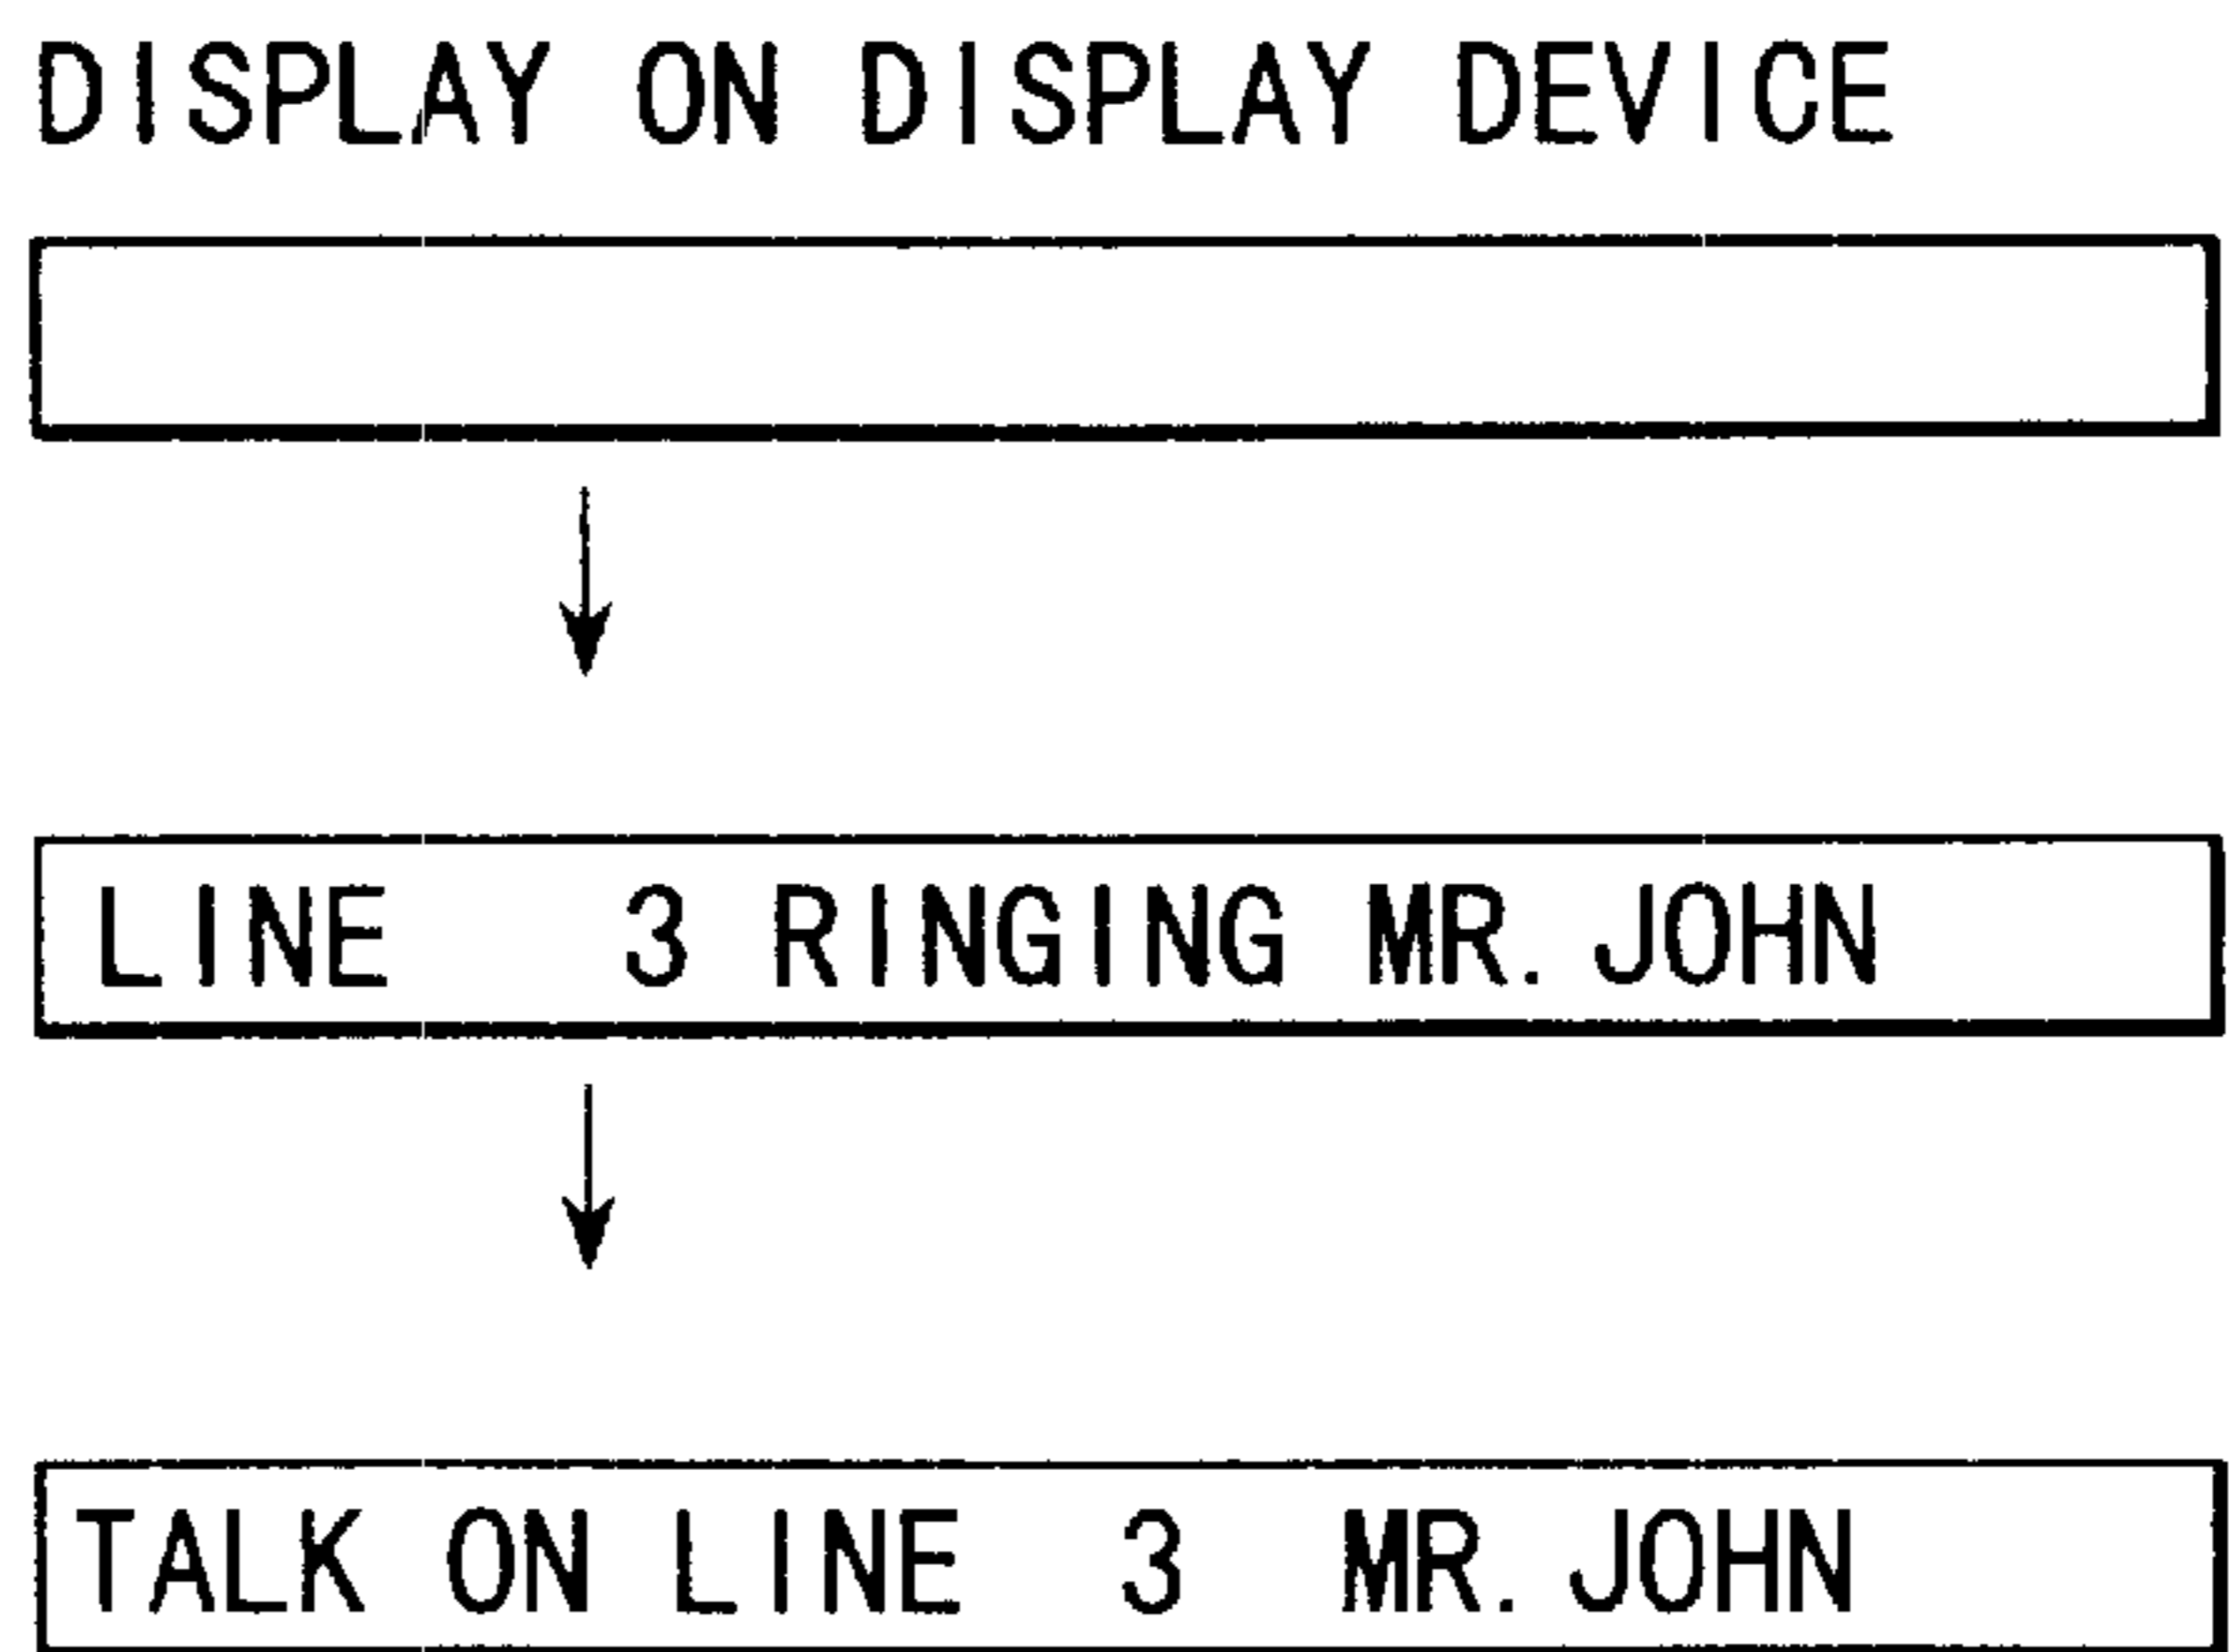 DISPLAY ON DISPLAY DEVICE
LINE 3 RINGING MR. JOHN
TALK ON LINE 3 MR. JOHN